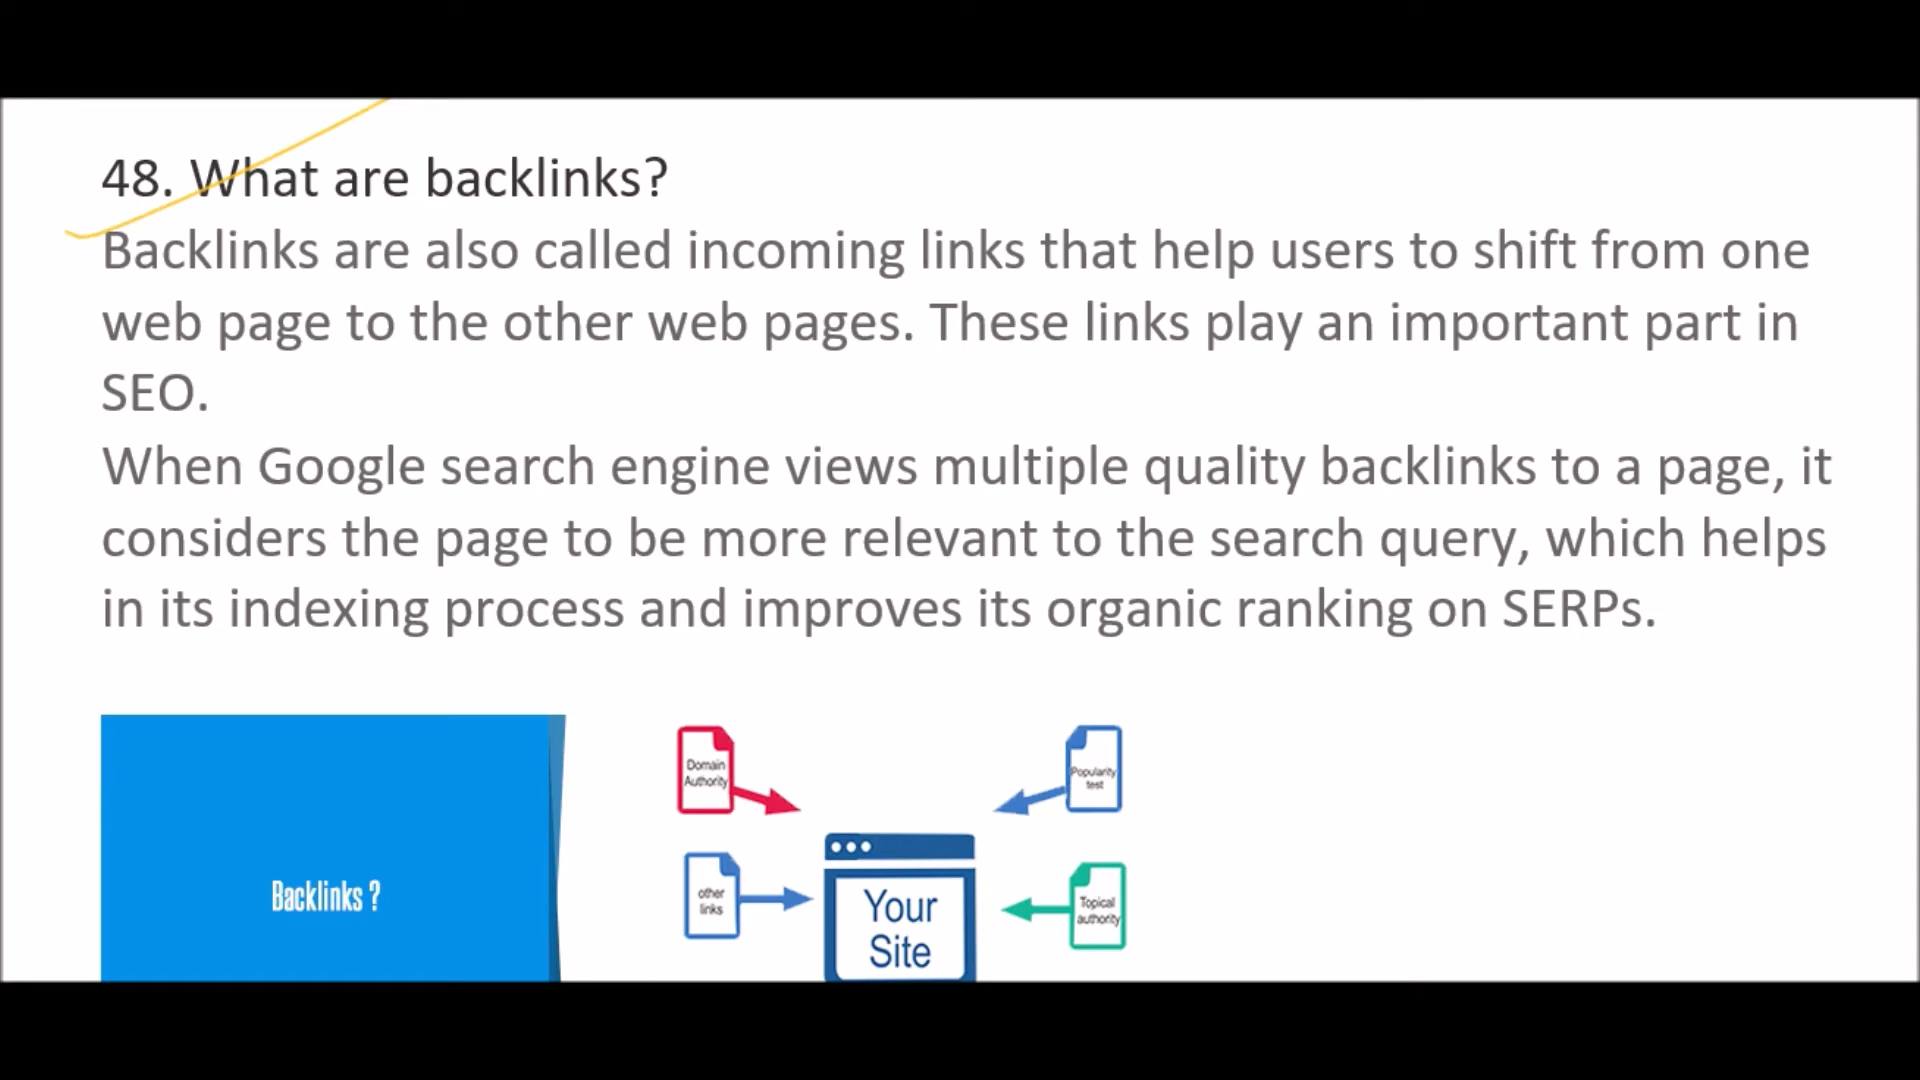 48. What are backlinks?
Backlinks are also called incoming links that help users to shift from one
web page to the other web pages. These links play an important part in
SEO.
When Google search engine views multiple quality backlinks to a page, it
considers the page to be more relevant to the search query, which helps
in its indexing process and improves its organic ranking on SERPs.
Backlinks ?
Domain
Authority
other
links
Your
Site
Popularity
test
Topical
authority